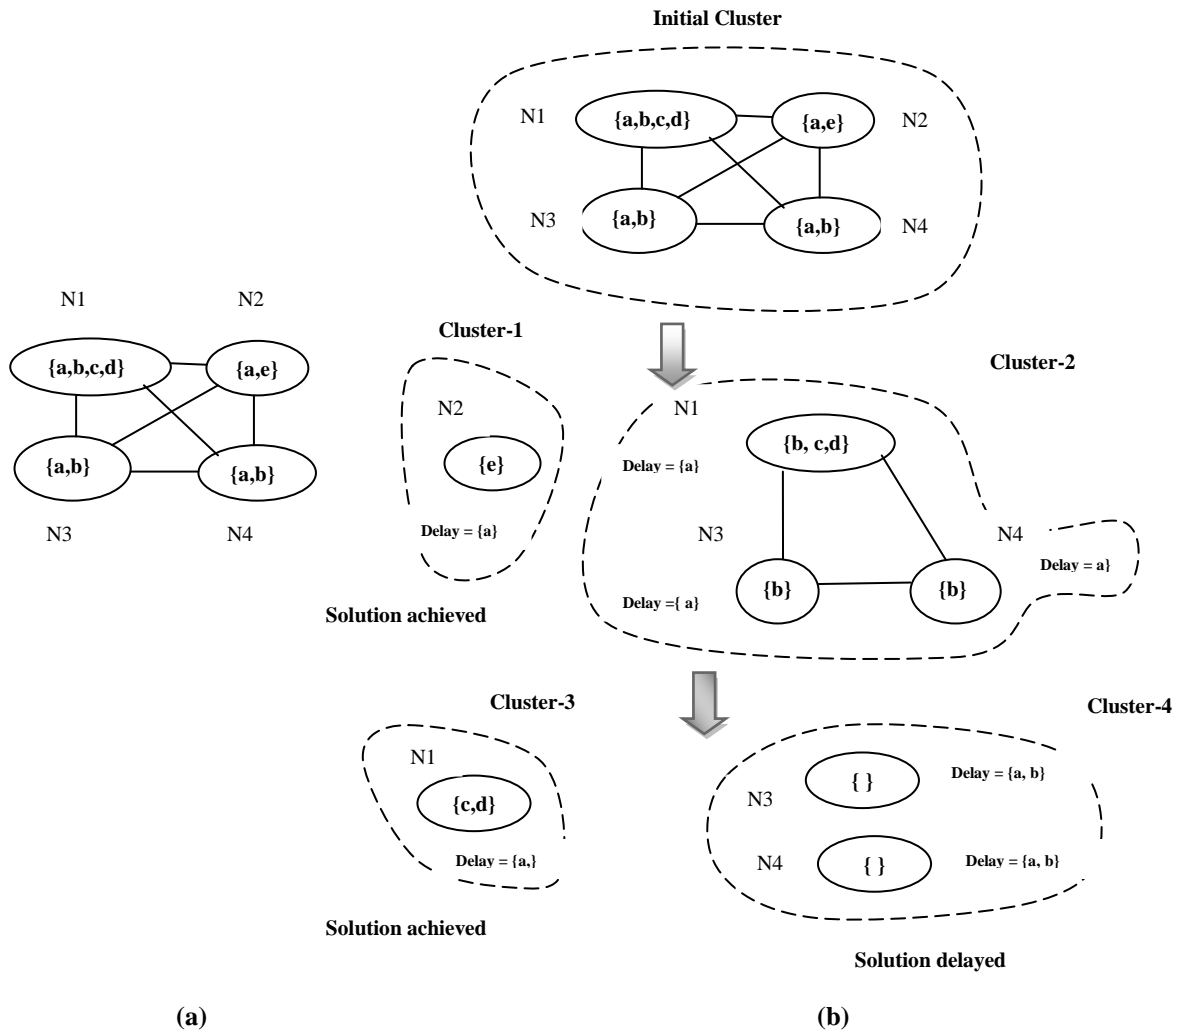 Initial Cluster
N1
{a,b,c,d}
{a,e}
N2
N3
{a,b}
{a,b}
N4
N1
N2
{a,b,c,d}
{a,e}
{a,b}
{a,b}
N3
N4
Cluster-1
N2
{e}
Delay = {a}
Solution achieved
Cluster-2
N1
{b, c,d}
Delay = {a}
N3
N4
Delay = a}
{b}
{b}
Delay ={ a}
Cluster-3
N1
{c,d}
Delay = {a,}
Solution achieved
Cluster-4
{ }
Delay = {a, b}
N3
N4
{ }
Delay = {a, b}
Solution delayed
(a)
(b)